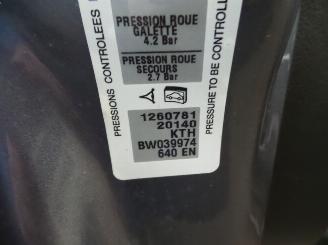 PRESSIONS CONTROLEES
PRESSION ROUE
GALETTE
4.2 Bar
PRESSION ROUE
SECOURS
2.7 Bar
PRESSURE TO BE CONTROLL
1260781
20140
KTH
BW039974
640 EN